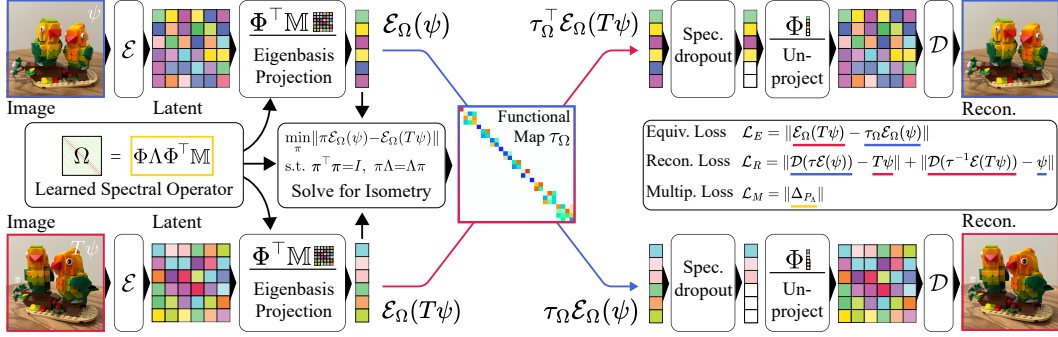 ψ
Image
ℰ
Latent
Φ^⊤𝕄
Eigenbasis
Projection
ℰ_Ω(ψ)
τ_Ω^⊤ℰ_Ω(Tψ)
Spec.
dropout
Φ
Un-
project
𝒟
Recon.
Ω = ΦΛΦ^⊤𝕄
Learned Spectral Operator
min_π ‖πℰ_Ω(ψ)−ℰ_Ω(Tψ)‖
s.t. π^⊤π=I, πΛ=Λπ
Solve for Isometry
Functional
Map τ_Ω
Equiv. Loss ℒ_E = ‖ℰ_Ω(Tψ) − τ_Ωℰ_Ω(ψ)‖
Recon. Loss ℒ_R = ‖𝒟(τℰ(ψ)) − Tψ‖ + ‖𝒟(τ^{−1}ℰ(Tψ)) − ψ‖
Multip. Loss ℒ_M = ‖Δ_{P_Λ}‖
Image
Tψ
Latent
ℰ
Φ^⊤𝕄
Eigenbasis
Projection
ℰ_Ω(Tψ)
τ_Ωℰ_Ω(ψ)
Spec.
dropout
Φ
Un-
project
𝒟
Recon.